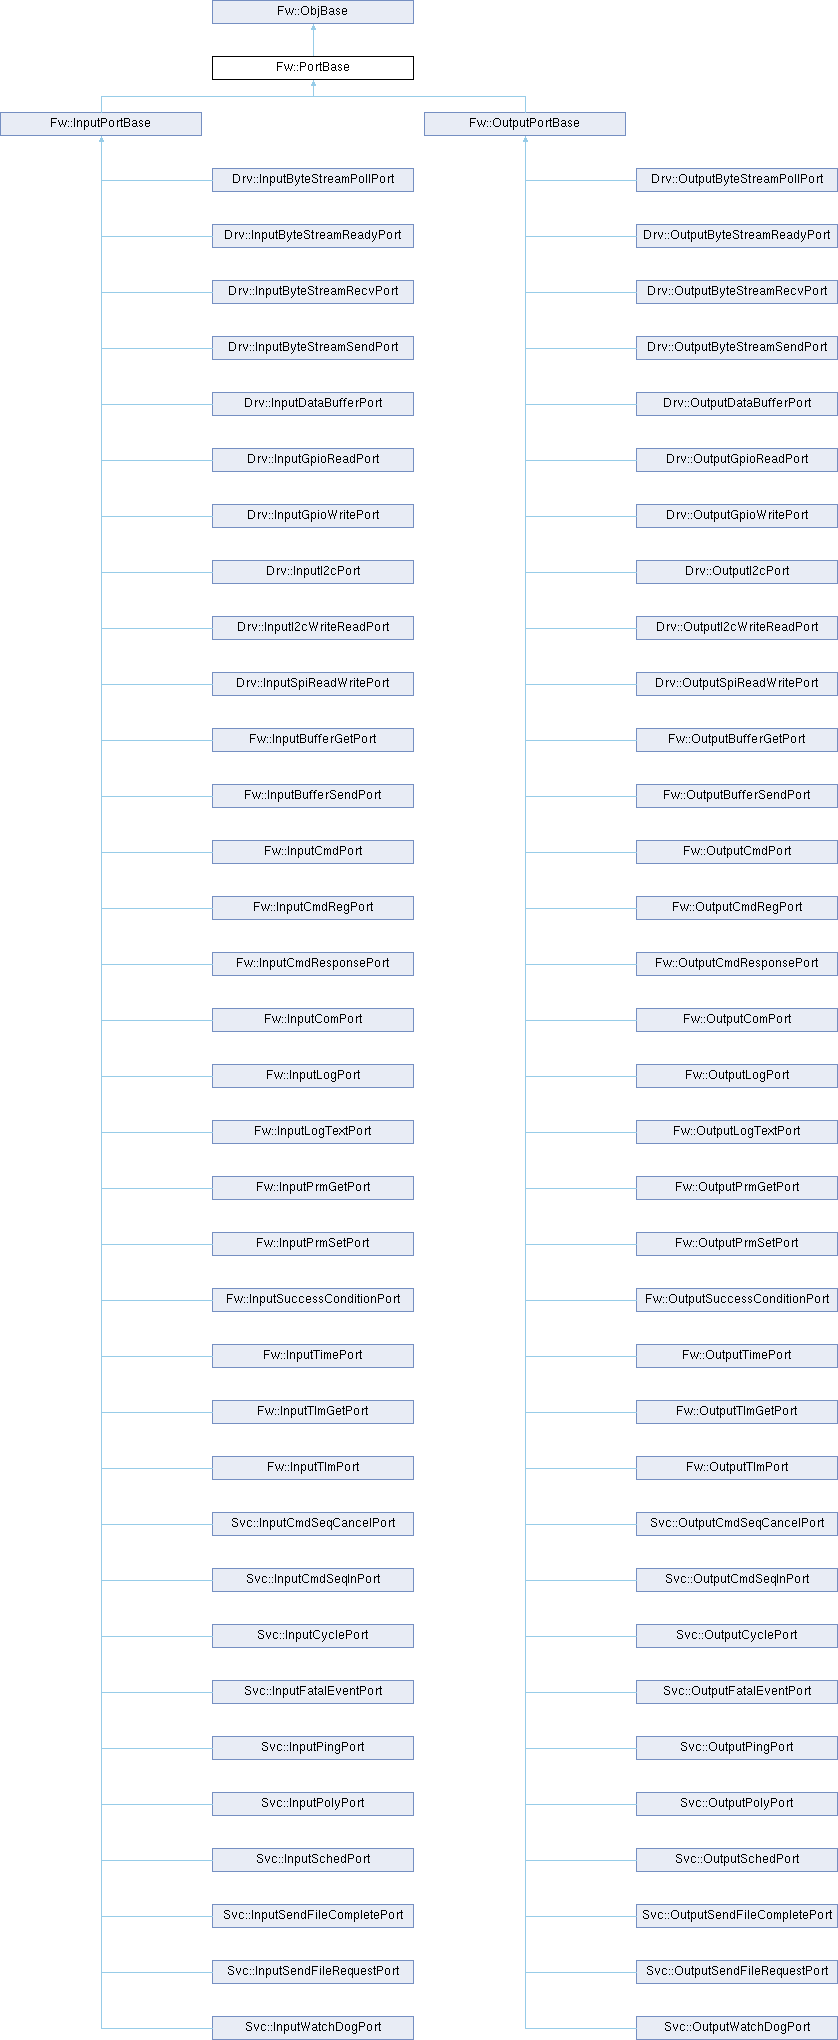 Fw::ObjBase
Fw::PortBase
Fw::InputPortBase
Fw::OutputPortBase
Drv::InputByteStreamPollPort
Drv::OutputByteStreamPollPort
Drv::InputByteStreamReadyPort
Drv::OutputByteStreamReadyPort
Drv::InputByteStreamRecvPort
Drv::OutputByteStreamRecvPort
Drv::InputByteStreamSendPort
Drv::OutputByteStreamSendPort
Drv::InputDataBufferPort
Drv::OutputDataBufferPort
Drv::InputGpioReadPort
Drv::OutputGpioReadPort
Drv::InputGpioWritePort
Drv::OutputGpioWritePort
Drv::InputI2cPort
Drv::OutputI2cPort
Drv::InputI2cWriteReadPort
Drv::OutputI2cWriteReadPort
Drv::InputSpiReadWritePort
Drv::OutputSpiReadWritePort
Fw::InputBufferGetPort
Fw::OutputBufferGetPort
Fw::InputBufferSendPort
Fw::OutputBufferSendPort
Fw::InputCmdPort
Fw::OutputCmdPort
Fw::InputCmdRegPort
Fw::OutputCmdRegPort
Fw::InputCmdResponsePort
Fw::OutputCmdResponsePort
Fw::InputComPort
Fw::OutputComPort
Fw::InputLogPort
Fw::OutputLogPort
Fw::InputLogTextPort
Fw::OutputLogTextPort
Fw::InputPrmGetPort
Fw::OutputPrmGetPort
Fw::InputPrmSetPort
Fw::OutputPrmSetPort
Fw::InputSuccessConditionPort
Fw::OutputSuccessConditionPort
Fw::InputTimePort
Fw::OutputTimePort
Fw::InputTlmGetPort
Fw::OutputTlmGetPort
Fw::InputTlmPort
Fw::OutputTlmPort
Svc::InputCmdSeqCancelPort
Svc::OutputCmdSeqCancelPort
Svc::InputCmdSeqInPort
Svc::OutputCmdSeqInPort
Svc::InputCyclePort
Svc::OutputCyclePort
Svc::InputFatalEventPort
Svc::OutputFatalEventPort
Svc::InputPingPort
Svc::OutputPingPort
Svc::InputPolyPort
Svc::OutputPolyPort
Svc::InputSchedPort
Svc::OutputSchedPort
Svc::InputSendFileCompletePort
Svc::OutputSendFileCompletePort
Svc::InputSendFileRequestPort
Svc::OutputSendFileRequestPort
Svc::InputWatchDogPort
Svc::OutputWatchDogPort